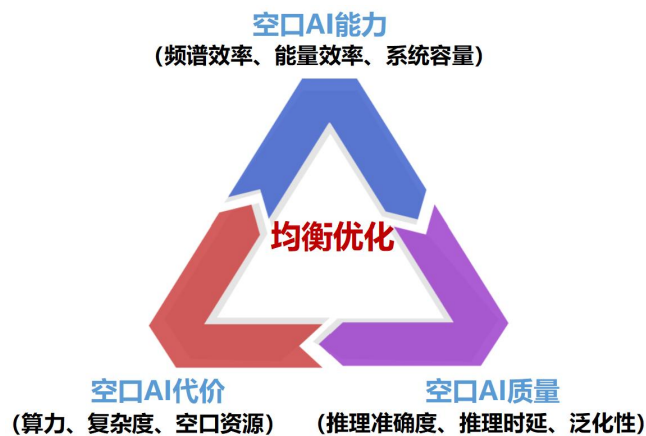 空口AI能力
（频谱效率、能量效率、系统容量）
均衡优化
空口AI代价
（算力、复杂度、空口资源）
空口AI质量
（推理准确度、推理时延、泛化性）